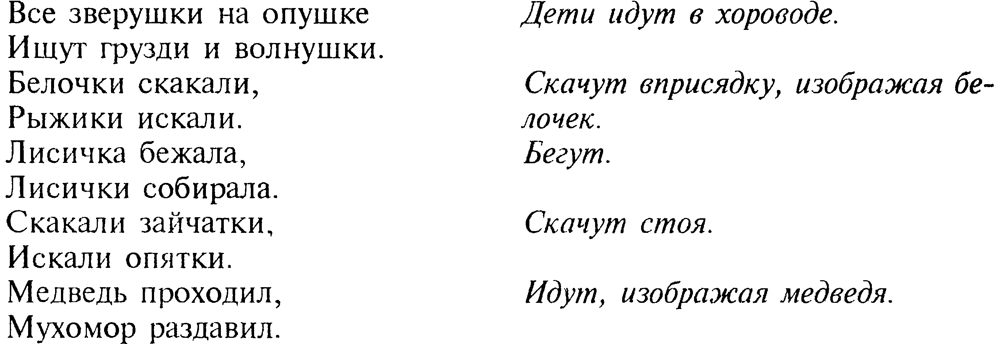 Все зверушки на опушке
Ищут грузди и волнушки.
Белочки скакали,
Рыжики искали.
Лисичка бежала,
Лисички собирала.
Скакали зайчатки,
Искали опятки.
Медведь проходил,
Мухомор раздавил.
Дети идут в хороводе.
Скачут вприсядку, изображая бе-
лочек.
Бегут.
Скачут стоя.
Идут, изображая медведя.